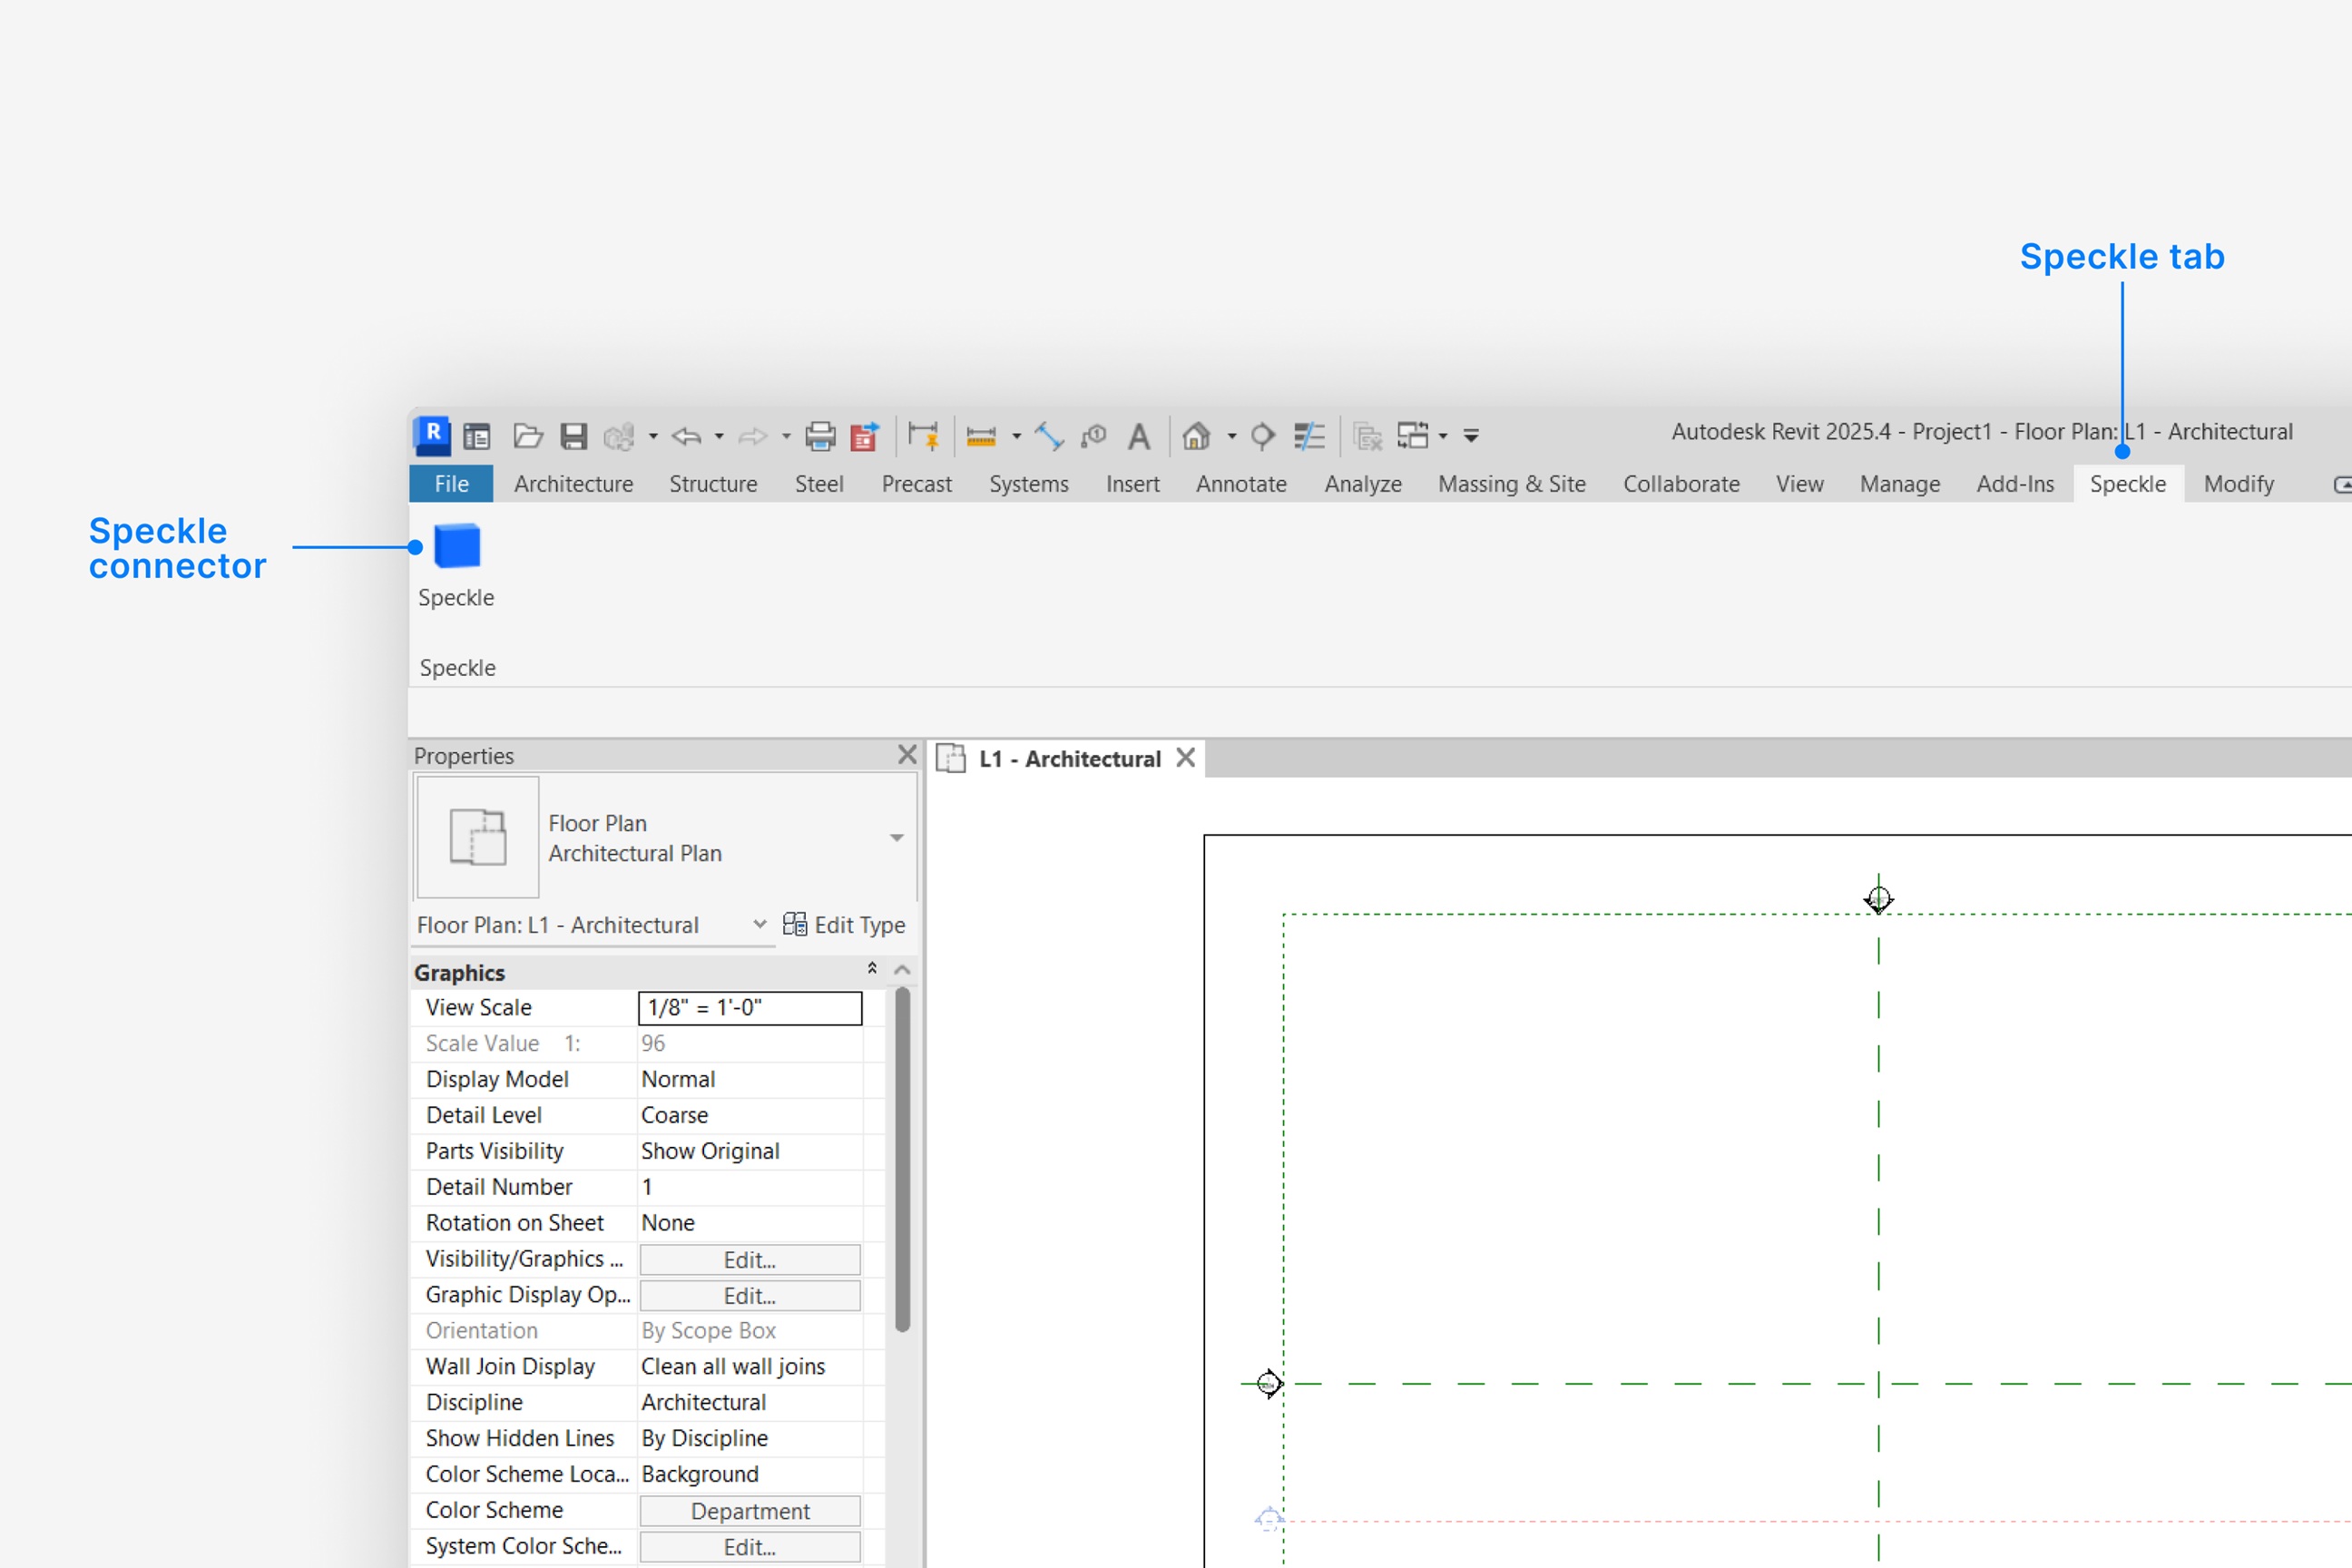 Speckle tab
Autodesk Revit 2025.4 - Project1 - Floor Plan: L1 - Architectural
File Architecture Structure Steel Precast Systems Insert Annotate Analyze Massing & Site Collaborate View Manage Add-Ins Speckle Modify
Speckle
connector
Speckle
Speckle
Properties
L1 - Architectural
Floor Plan
Architectural Plan
Floor Plan: L1 - Architectural
Edit Type
Graphics
View Scale 1/8" = 1'-0"
Scale Value 1: 96
Display Model Normal
Detail Level Coarse
Parts Visibility Show Original
Detail Number 1
Rotation on Sheet None
Visibility/Graphics ... Edit...
Graphic Display Op... Edit...
Orientation By Scope Box
Wall Join Display Clean all wall joins
Discipline Architectural
Show Hidden Lines By Discipline
Color Scheme Loca... Background
Color Scheme Department
System Color Sche... Edit...